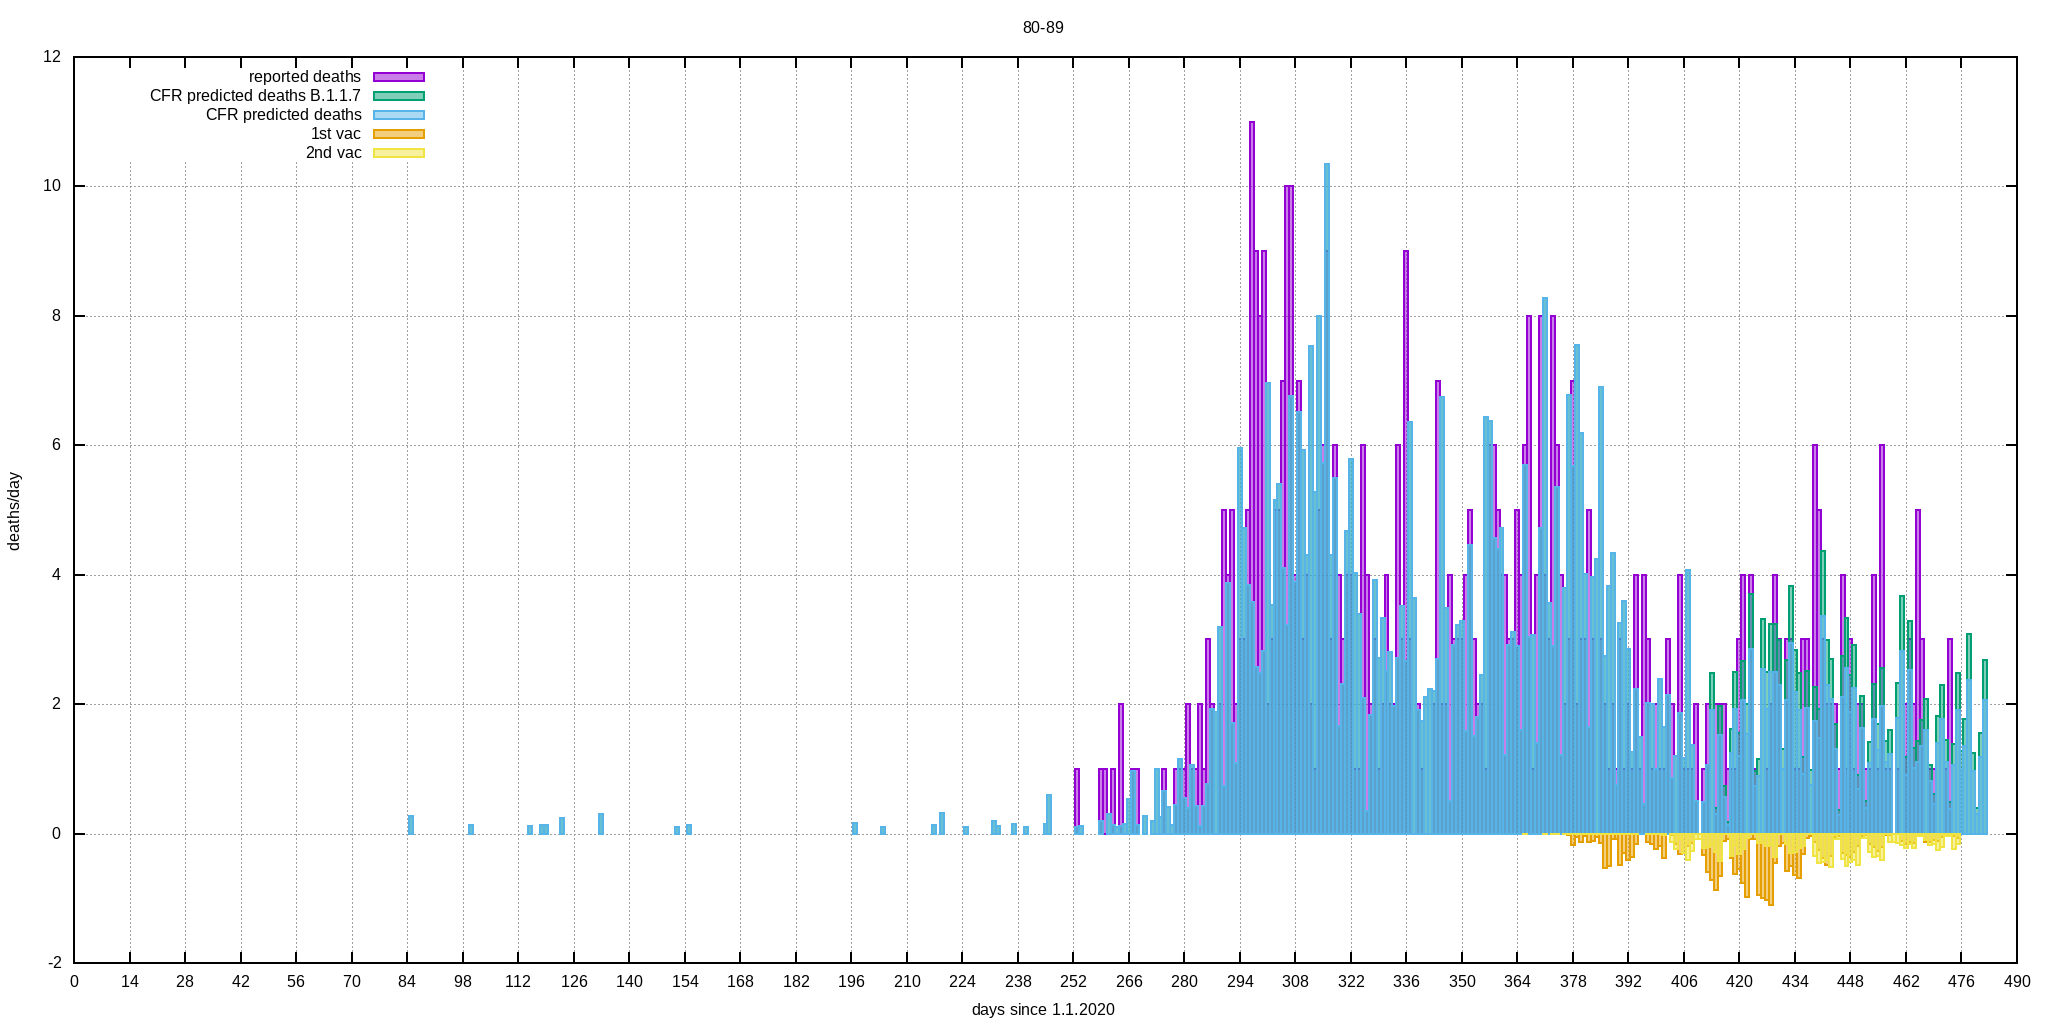 80-89
reported deaths
CFR predicted deaths B.1.1.7
CFR predicted deaths
1st vac
2nd vac
12
10
8
6
4
2
0
-2
deaths/day
0 14 28 42 56 70 84 98 112 126 140 154 168 182 196 210 224 238 252 266 280 294 308 322 336 350 364 378 392 406 420 434 448 462 476 490
days since 1.1.2020